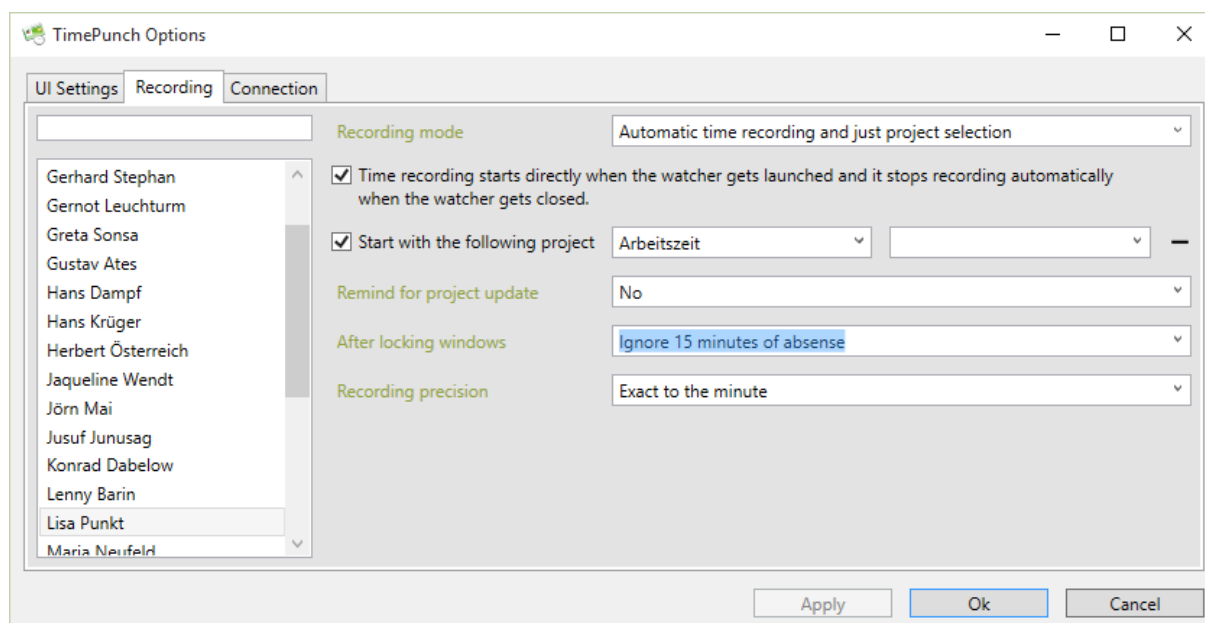 TimePunch Options
UI Settings Recording Connection
Recording mode Automatic time recording and just project selection
Time recording starts directly when the watcher gets launched and it stops recording automatically
when the watcher gets closed.
Start with the following project Arbeitszeit
Remind for project update No
After locking windows Ignore 15 minutes of absense
Recording precision Exact to the minute
Gerhard Stephan
Gernot Leuchturm
Greta Sonsa
Gustav Ates
Hans Dampf
Hans Krüger
Herbert Österreich
Jaqueline Wendt
Jörn Mai
Jusuf Junusag
Konrad Dabelow
Lenny Barin
Lisa Punkt
Maria Neufeld
Apply Ok Cancel